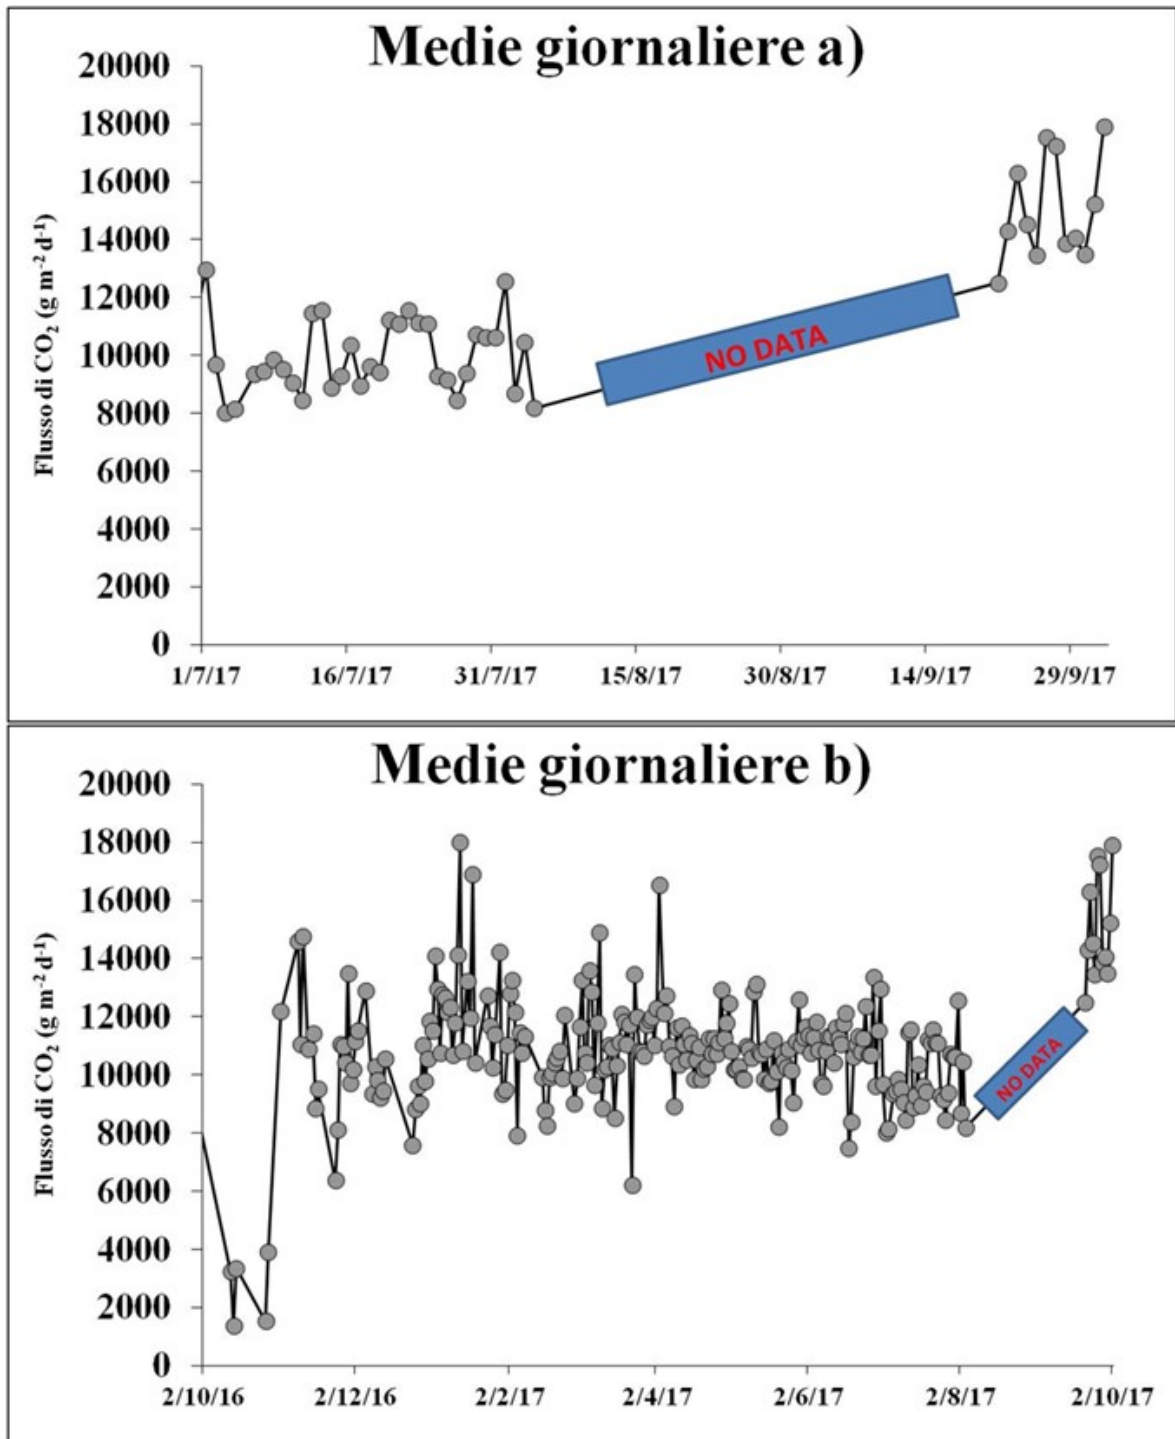 Medie giornaliere a)
20000
18000
16000
14000
12000
10000
8000
6000
4000
2000
0
Flusso di CO₂ (g m⁻² d⁻¹)
NO DATA
1/7/17 16/7/17 31/7/17 15/8/17 30/8/17 14/9/17 29/9/17
Medie giornaliere b)
20000
18000
16000
14000
12000
10000
8000
6000
4000
2000
0
Flusso di CO₂ (g m⁻² d⁻¹)
NO DATA
2/10/16 2/12/16 2/2/17 2/4/17 2/6/17 2/8/17 2/10/17